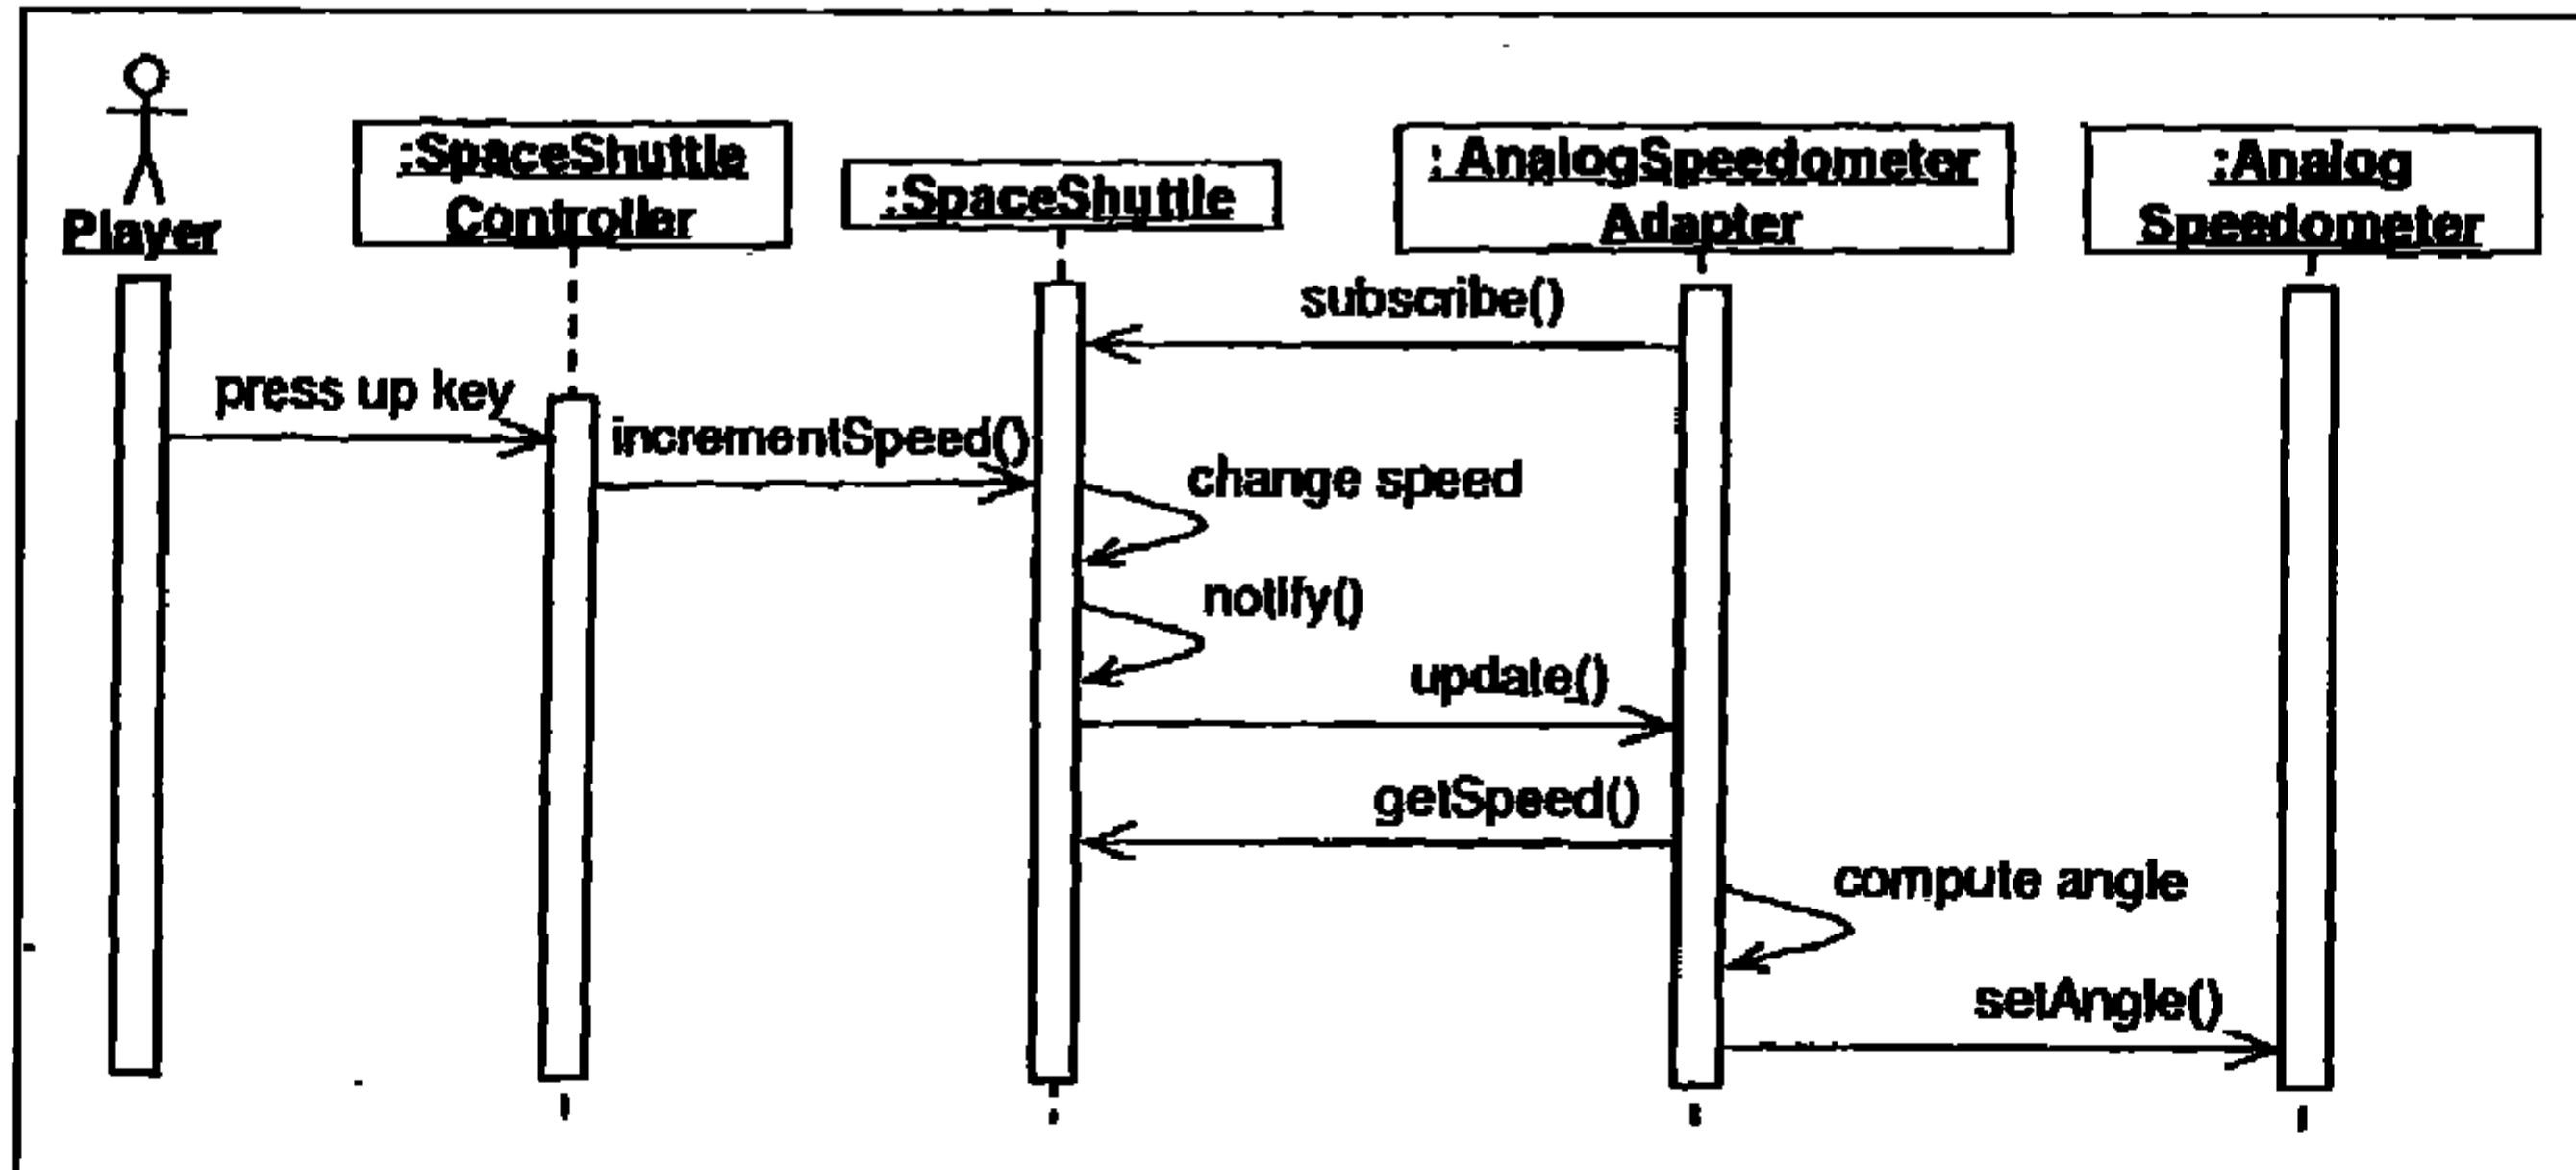 Player
:SpaceShuttle
Controller
:SpaceShuttle
: AnalogSpeedometer
Adapter
:Analog
Speedometer
subscribe()
press up key
incrementSpeed()
change speed
notify()
update()
getSpeed()
compute angle
setAngle()